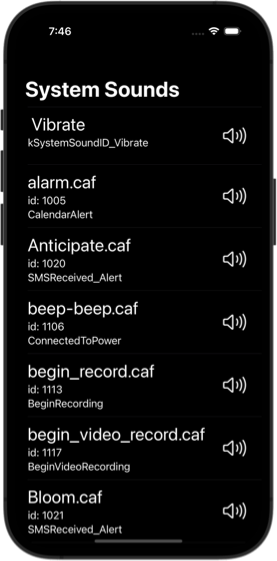 7:46
System Sounds
Vibrate
kSystemSoundID_Vibrate
alarm.caf
id: 1005
CalendarAlert
Anticipate.caf
id: 1020
SMSReceived_Alert
beep-beep.caf
id: 1106
ConnectedToPower
begin_record.caf
id: 1113
BeginRecording
begin_video_record.caf
id: 1117
BeginVideoRecording
Bloom.caf
id: 1021
SMSReceived_Alert